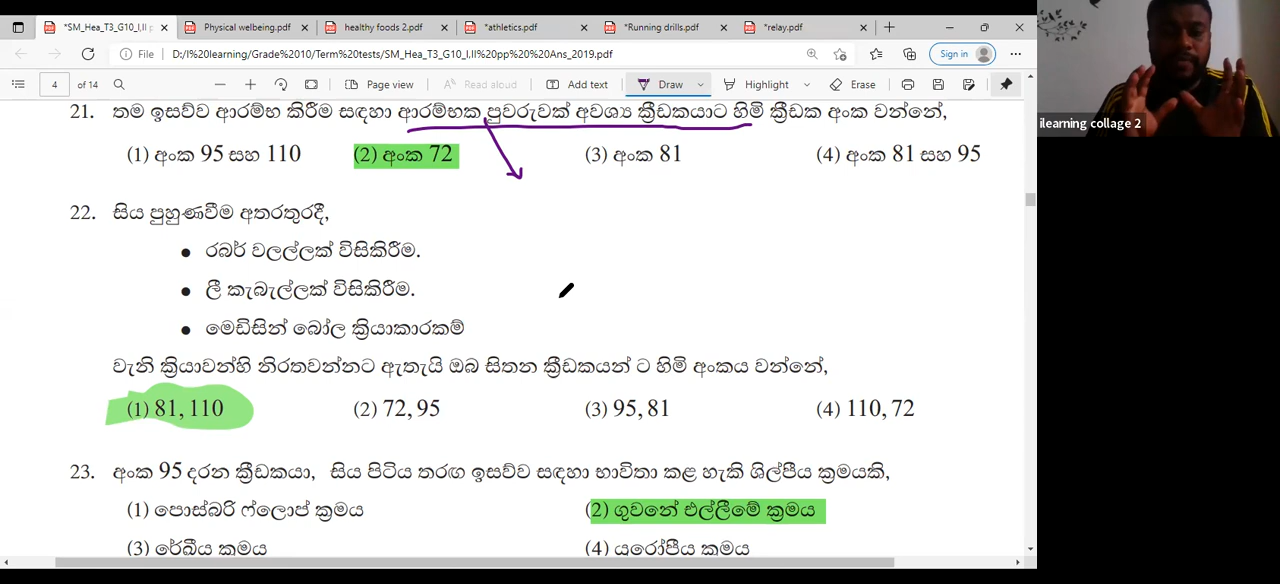 *SM_Hea_T3_G10_I,II p
Physical welbeing.pdf
healthy foods 2.pdf
*athletics.pdf
*Running drills.pdf
*relay.pdf
File
D:/I%20learning/Grade%2010/Term%20tests/SM_Hea_T3_G10_I,II%20pp%20%20Ans_2019.pdf
Sign in
4 of 14
Page view
Read aloud
Add text
Draw
Highlight
Erase
ilearning collage 2
21. තම ඉසව්ව ආරම්භ කිරීම සඳහා ආරම්භක පුවරුවක් අවශ්‍ය ක්‍රීඩකයාට හිමි ක්‍රීඩක අංක වන්නේ,
(1) අංක 95 සහ 110 (2) අංක 72 (3) අංක 81 (4) අංක 81 සහ 95
22. සිය පුහුණවීම අතරතුරදී,
• රබර් වලල්ලක් විසිකිරීම.
• ලී කැබැල්ලක් විසිකිරීම.
• මෙඩිසින් බෝල ක්‍රියාකාරකම්
වැනි ක්‍රියාවන්හි නිරතවන්නට ඇතැයි ඔබ සිතන ක්‍රීඩකයන් ට හිමි අංකය වන්නේ,
(1) 81, 110 (2) 72, 95 (3) 95, 81 (4) 110, 72
23. අංක 95 දරන ක්‍රීඩකයා, සිය පිටිය තරඟ ඉසව්ව සඳහා භාවිතා කළ හැකි ශිල්පීය ක්‍රමයකි,
(1) පොස්බරි ෆ්ලොප් ක්‍රමය (2) ගුවනේ එල්ලීමේ ක්‍රමය
(3) රේඛීය ක්‍රමය (4) යුරෝපීය ක්‍රමය